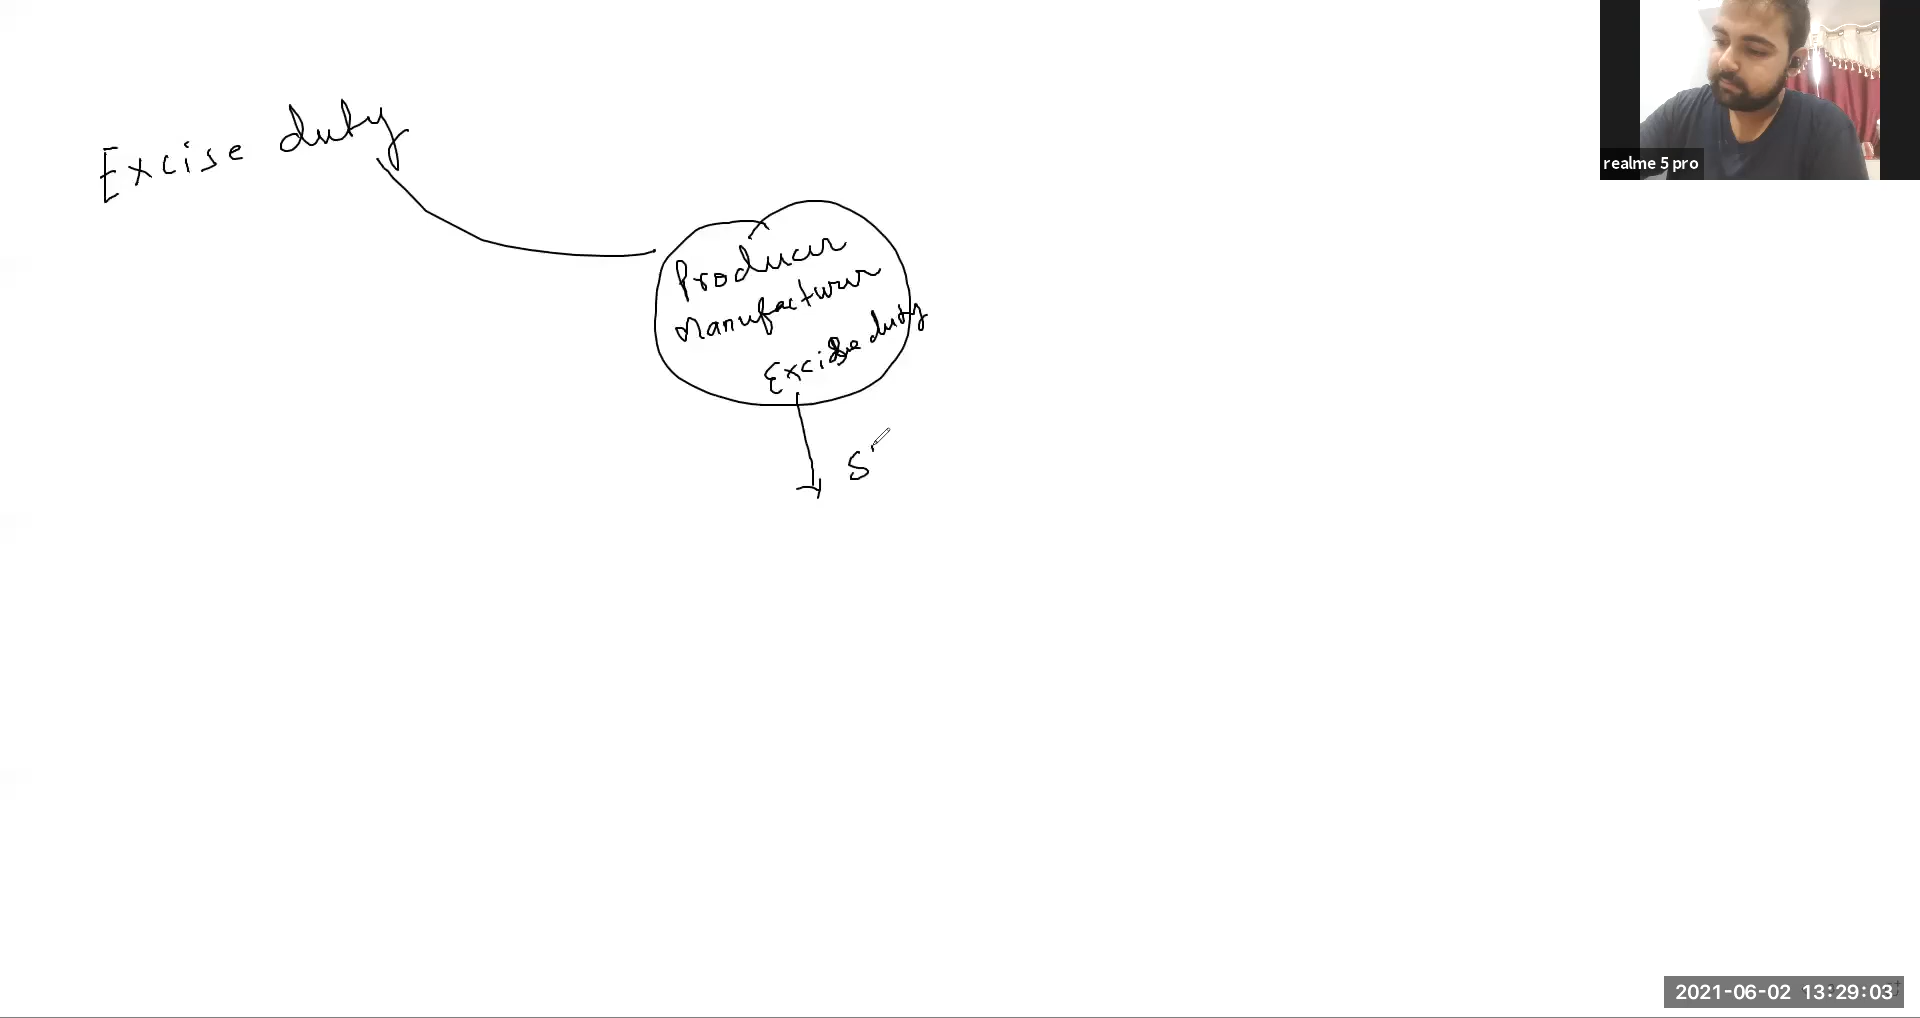 realme 5 pro
Excise duty
Producer
Manufacturer
Excise duty
S
2021-06-02 13:29:03